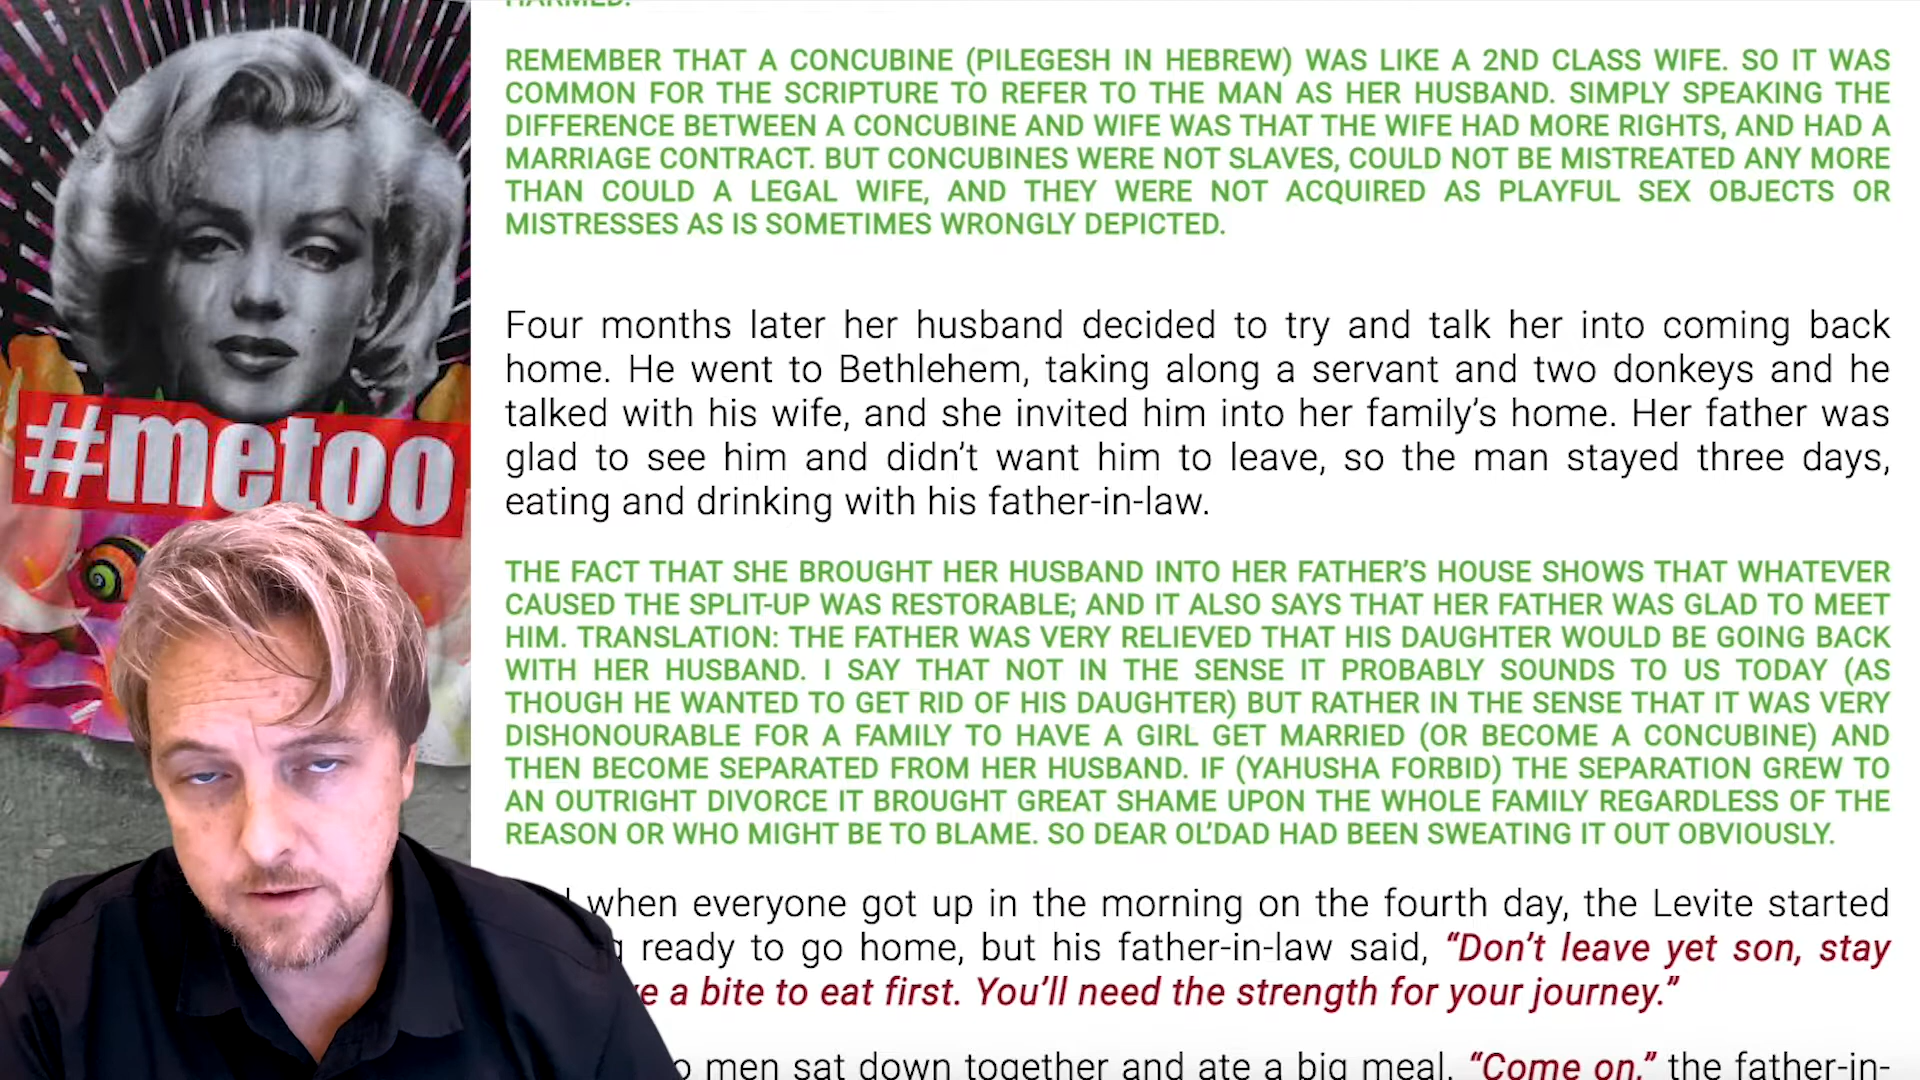 HARMED.
REMEMBER THAT A CONCUBINE (PILEGESH IN HEBREW) WAS LIKE A 2ND CLASS WIFE. SO IT WAS
COMMON FOR THE SCRIPTURE TO REFER TO THE MAN AS HER HUSBAND. SIMPLY SPEAKING THE
DIFFERENCE BETWEEN A CONCUBINE AND WIFE WAS THAT THE WIFE HAD MORE RIGHTS, AND HAD A
MARRIAGE CONTRACT. BUT CONCUBINES WERE NOT SLAVES, COULD NOT BE MISTREATED ANY MORE
THAN COULD A LEGAL WIFE, AND THEY WERE NOT ACQUIRED AS PLAYFUL SEX OBJECTS OR
MISTRESSES AS IS SOMETIMES WRONGLY DEPICTED.
Four months later her husband decided to try and talk her into coming back
home. He went to Bethlehem, taking along a servant and two donkeys and he
talked with his wife, and she invited him into her family's home. Her father was
glad to see him and didn't want him to leave, so the man stayed three days,
eating and drinking with his father-in-law.
THE FACT THAT SHE BROUGHT HER HUSBAND INTO HER FATHER'S HOUSE SHOWS THAT WHATEVER
CAUSED THE SPLIT-UP WAS RESTORABLE; AND IT ALSO SAYS THAT HER FATHER WAS GLAD TO MEET
HIM. TRANSLATION: THE FATHER WAS VERY RELIEVED THAT HIS DAUGHTER WOULD BE GOING BACK
WITH HER HUSBAND. I SAY THAT NOT IN THE SENSE IT PROBABLY SOUNDS TO US TODAY (AS
THOUGH HE WANTED TO GET RID OF HIS DAUGHTER) BUT RATHER IN THE SENSE THAT IT WAS VERY
DISHONOURABLE FOR A FAMILY TO HAVE A GIRL GET MARRIED (OR BECOME A CONCUBINE) AND
THEN BECOME SEPARATED FROM HER HUSBAND. IF (YAHUSHA FORBID) THE SEPARATION GREW TO
AN OUTRIGHT DIVORCE IT BROUGHT GREAT SHAME UPON THE WHOLE FAMILY REGARDLESS OF THE
REASON OR WHO MIGHT BE TO BLAME. SO DEAR OL'DAD HAD BEEN SWEATING IT OUT OBVIOUSLY.
when everyone got up in the morning on the fourth day, the Levite started
ready to go home, but his father-in-law said, “Don't leave yet son, stay
a bite to eat first. You'll need the strength for your journey.”
men sat down together and ate a big meal. “Come on,” the father-in-
#metoo